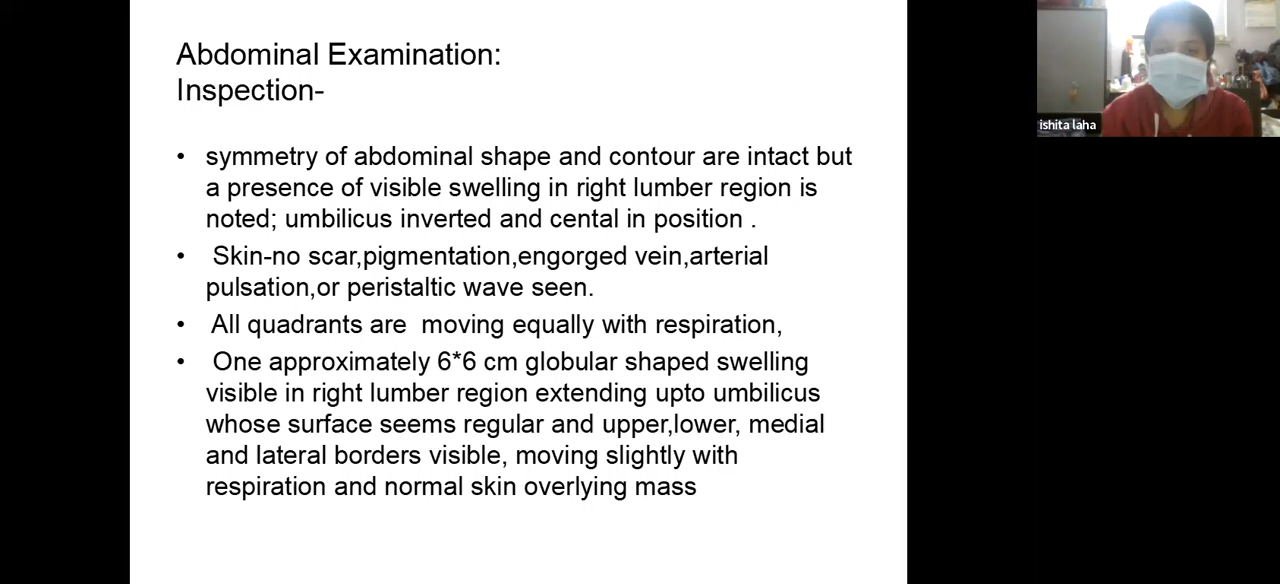 Abdominal Examination:
Inspection-
• symmetry of abdominal shape and contour are intact but
a presence of visible swelling in right lumber region is
noted; umbilicus inverted and cental in position .
• Skin-no scar,pigmentation,engorged vein,arterial
pulsation,or peristaltic wave seen.
• All quadrants are  moving equally with respiration,
• One approximately 6*6 cm globular shaped swelling
visible in right lumber region extending upto umbilicus
whose surface seems regular and upper,lower, medial
and lateral borders visible, moving slightly with
respiration and normal skin overlying mass
ishita laha